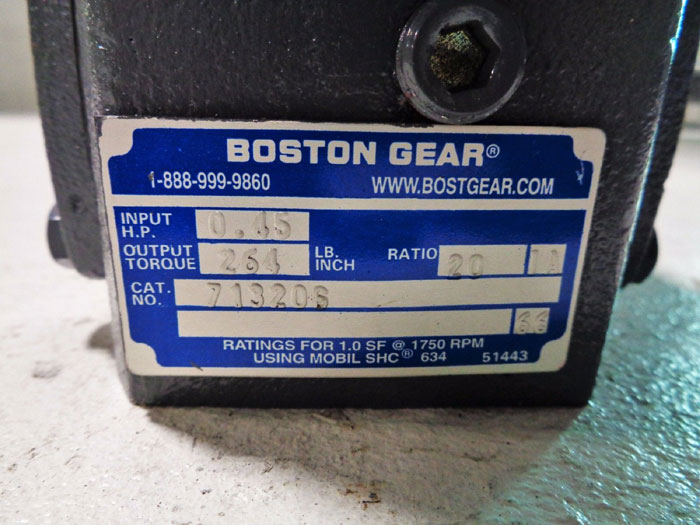 BOSTON GEAR®
1-888-999-9860 WWW.BOSTGEAR.COM
INPUT H.P. 0.45
OUTPUT TORQUE 264 LB. INCH RATIO 20
CAT. NO. 713206
66
RATINGS FOR 1.0 SF @ 1750 RPM
USING MOBIL SHC® 634 51443